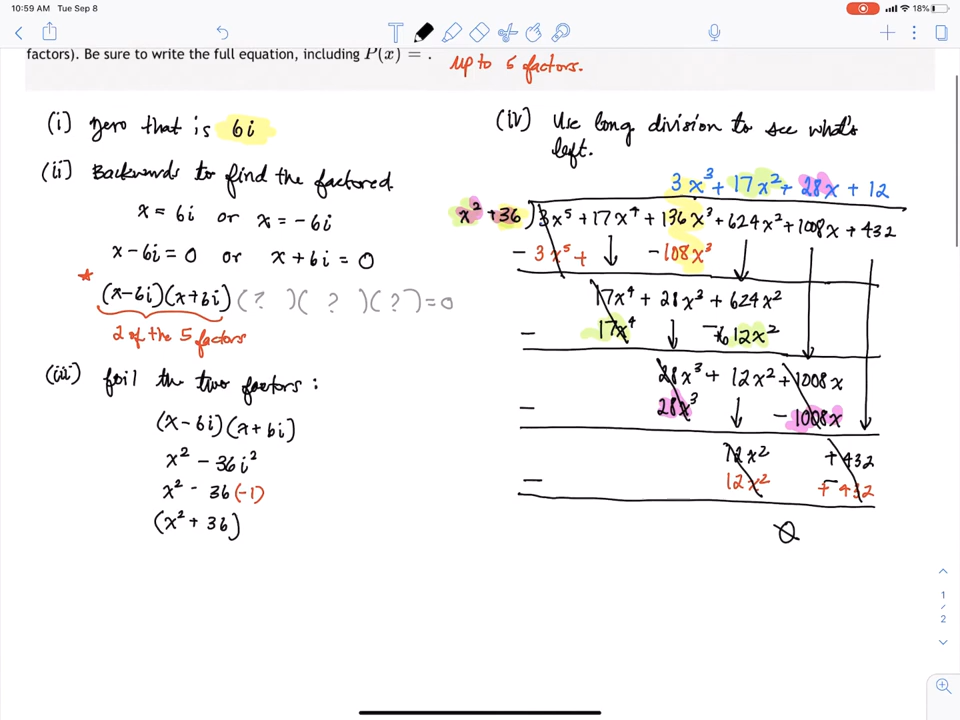 10:59 AM Tue Sep 8
18%
factors). Be sure to write the full equation, including P(x) = .
up to 5 factors.
(i) zero that is 6i
(ii) Backwards to find the factored
x = 6i or x = -6i
x - 6i = 0 or x + 6i = 0
* (x-6i)(x+6i)(? )( ? )(?)=0
2 of the 5 factors
(iii) foil the two factors:
(x - 6i)(x + 6i)
x² - 36i²
x² - 36(-1)
(x² + 36)
(iv) Use long division to see what's
left.
3x³ + 17x² + 28x + 12
x² + 36 ) 3x⁵ + 17x⁴ + 136x³ + 624x² + 1008x + 432
- 3x⁵ + - 108x³
17x⁴ + 28x³ + 624x²
- 17x⁴ 612x²
28x³ + 12x² + 1008x
- 28x³ - 1008x
12x² + 432
- 12x² + 432
0
1
/
2